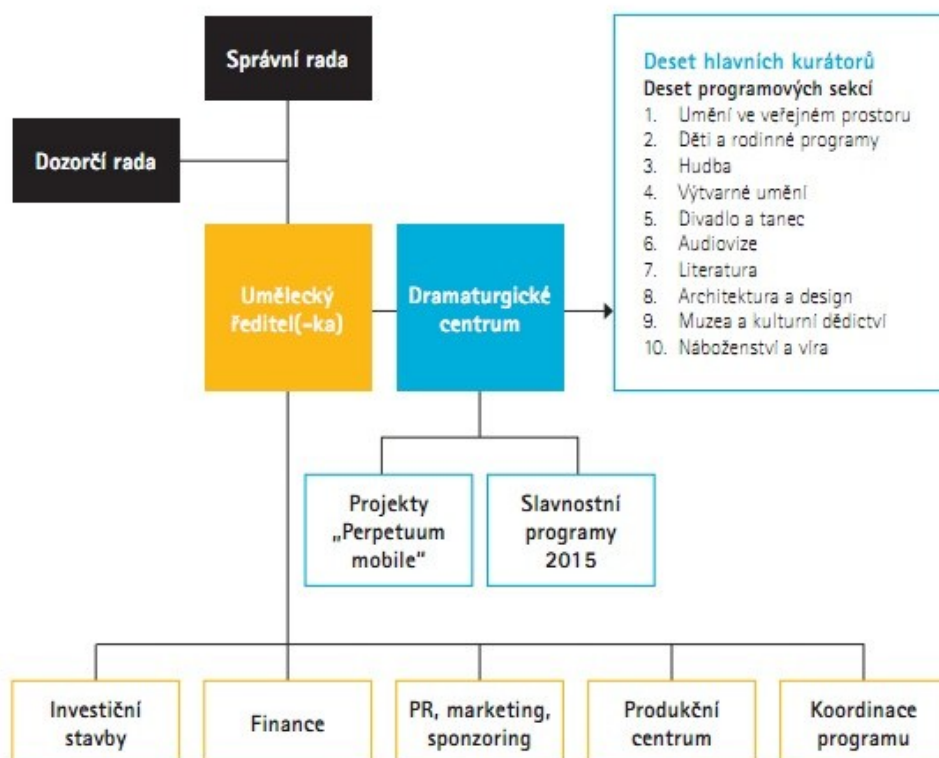 Správní rada
Dozorčí rada
Umělecký
ředitel(-ka)
Dramaturgické
centrum
Deset hlavních kurátorů
Deset programových sekcí
1. Umění ve veřejném prostoru
2. Děti a rodinné programy
3. Hudba
4. Výtvarné umění
5. Divadlo a tanec
6. Audiovize
7. Literatura
8. Architektura a design
9. Muzea a kulturní dědictví
10. Náboženství a víra
Projekty
„Perpetuum
mobile“
Slavnostní
programy
2015
Investiční
stavby
Finance
PR, marketing,
sponzoring
Produkční
centrum
Koordinace
programu